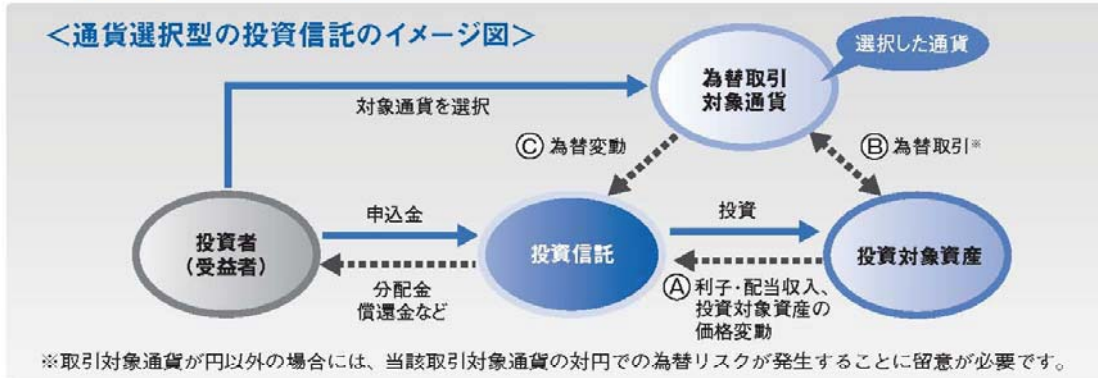 <通貨選択型の投資信託のイメージ図>
選択した通貨
為替取引
対象通貨
対象通貨を選択
Ⓒ 為替変動
Ⓑ 為替取引※
申込金
投資
投資者
(受益者)
投資信託
投資対象資産
分配金
償還金など
Ⓐ 利子・配当収入、
投資対象資産の
価格変動
※取引対象通貨が円以外の場合には、当該取引対象通貨の対円での為替リスクが発生することに留意が必要です。